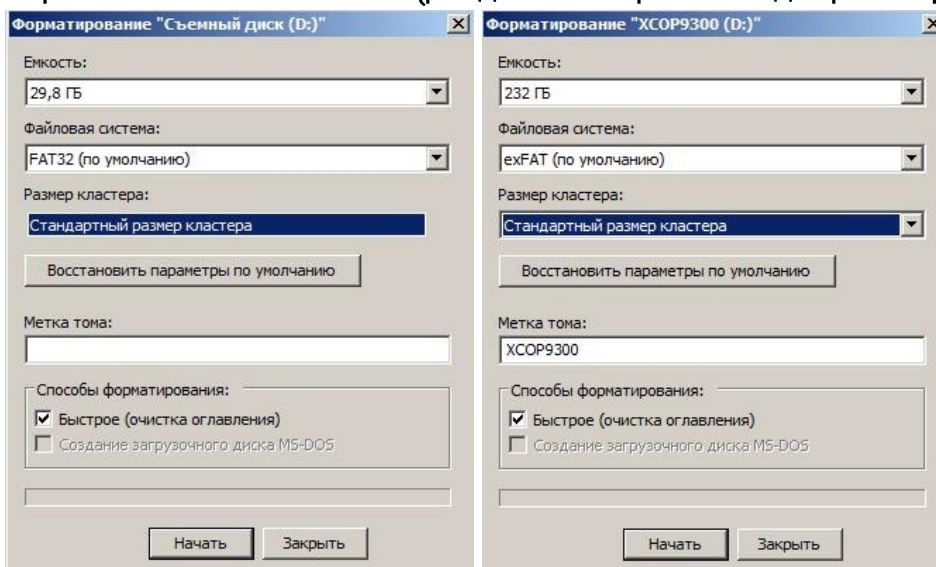 Форматирование "Съемный диск (D:)"
Емкость:
29,8 ГБ
Файловая система:
FAT32 (по умолчанию)
Размер кластера:
Стандартный размер кластера
Восстановить параметры по умолчанию
Метка тома:
Способы форматирования:
Быстрое (очистка оглавления)
Создание загрузочного диска MS-DOS
Начать
Закрыть
Форматирование "XCOP9300 (D:)"
Емкость:
232 ГБ
Файловая система:
exFAT (по умолчанию)
Размер кластера:
Стандартный размер кластера
Восстановить параметры по умолчанию
Метка тома:
XCOP9300
Способы форматирования:
Быстрое (очистка оглавления)
Создание загрузочного диска MS-DOS
Начать
Закрыть